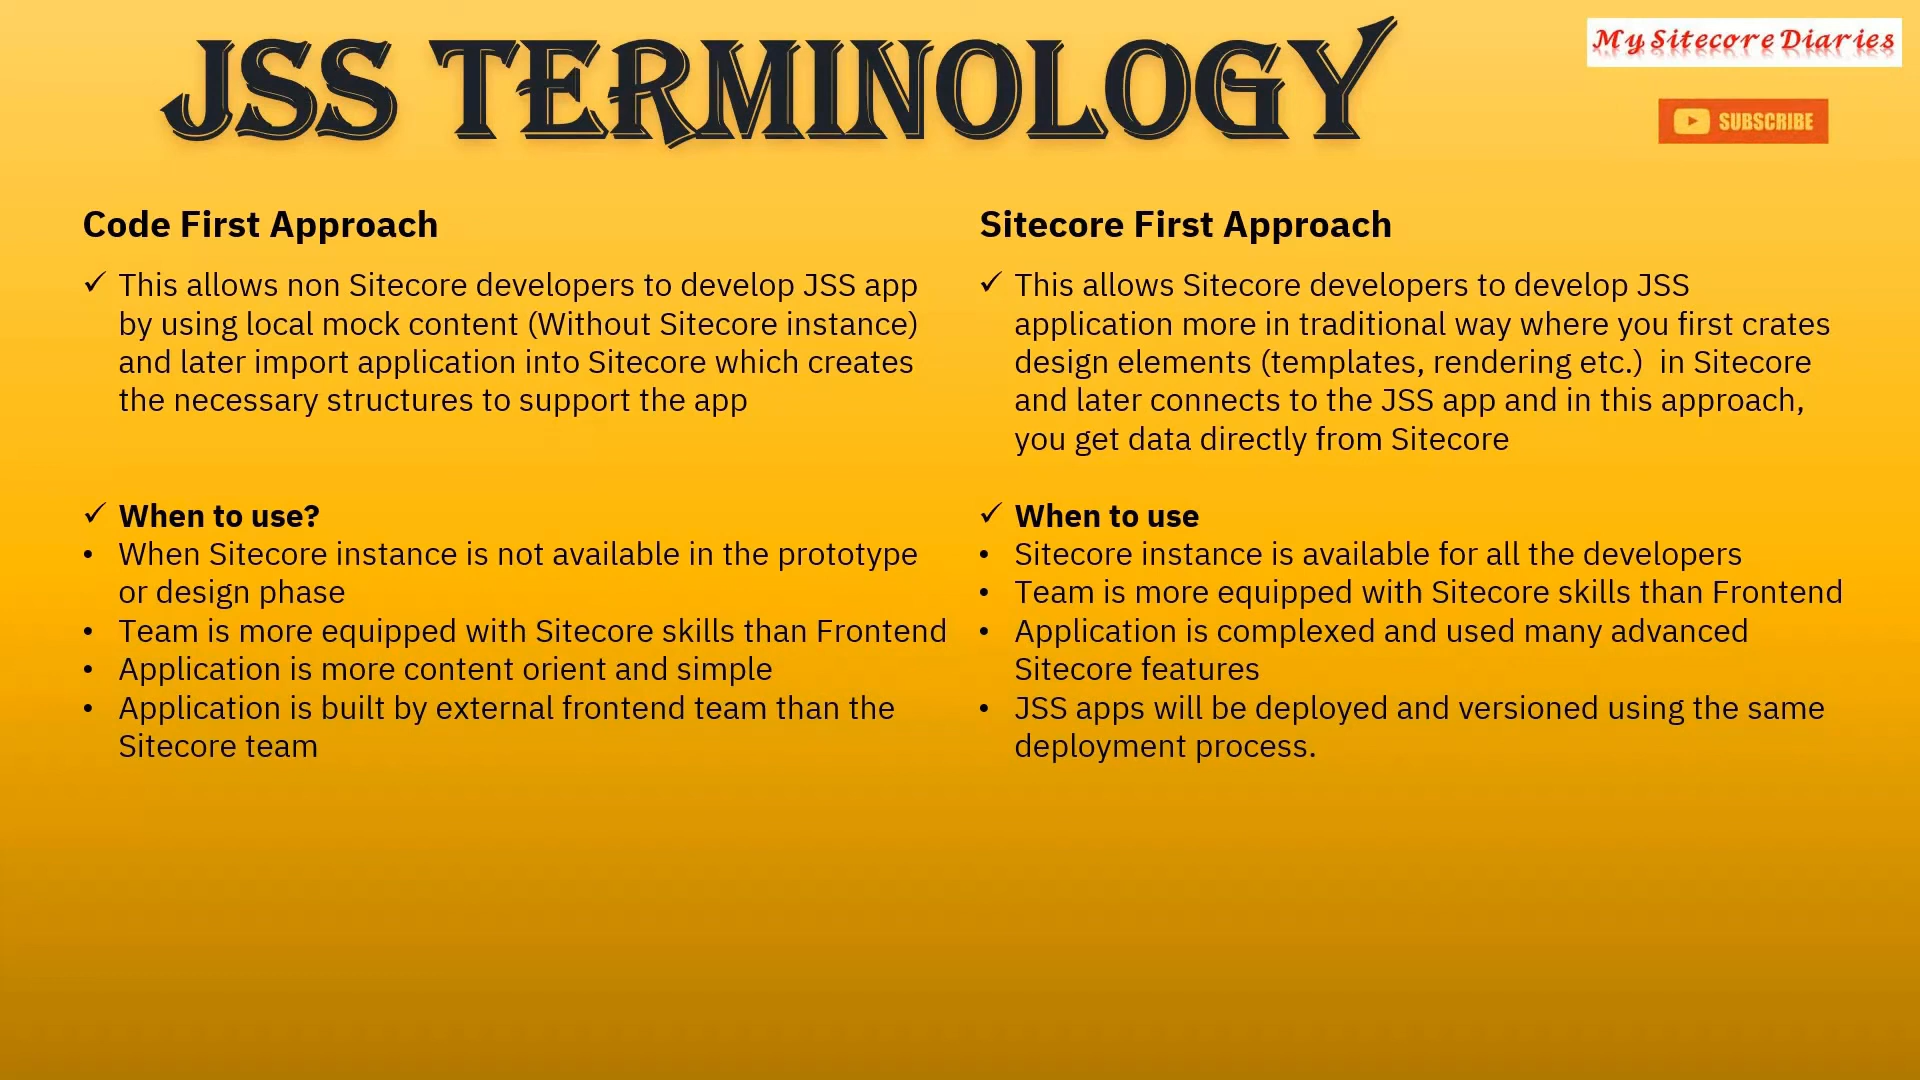 JSS TERMINOLOGY
My Sitecore Diaries
SUBSCRIBE
Code First Approach
✓ This allows non Sitecore developers to develop JSS app
by using local mock content (Without Sitecore instance)
and later import application into Sitecore which creates
the necessary structures to support the app
✓ When to use?
• When Sitecore instance is not available in the prototype
or design phase
• Team is more equipped with Sitecore skills than Frontend
• Application is more content orient and simple
• Application is built by external frontend team than the
Sitecore team
Sitecore First Approach
✓ This allows Sitecore developers to develop JSS
application more in traditional way where you first crates
design elements (templates, rendering etc.)  in Sitecore
and later connects to the JSS app and in this approach,
you get data directly from Sitecore
✓ When to use
• Sitecore instance is available for all the developers
• Team is more equipped with Sitecore skills than Frontend
• Application is complexed and used many advanced
Sitecore features
• JSS apps will be deployed and versioned using the same
deployment process.